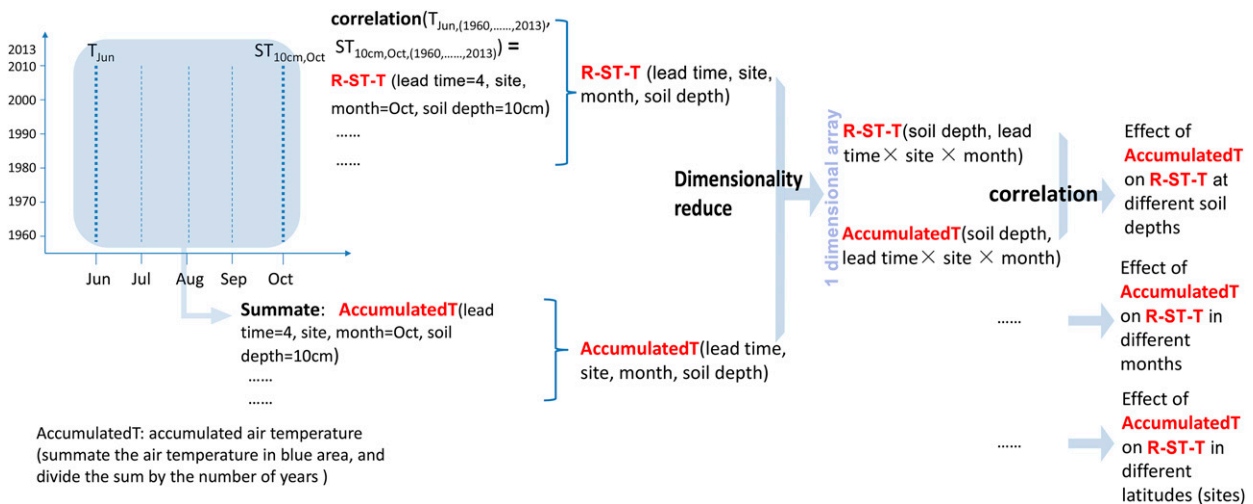 correlation(TJun,(1960,……,2013),
ST10cm,Oct,(1960,……,2013)) =
R-ST-T (lead time=4, site,
month=Oct, soil depth=10cm)
……
……
2013
2010
2000
1990
1980
1970
1960
TJun
ST10cm,Oct
Jun
Jul
Aug
Sep
Oct
R-ST-T (lead time, site,
month, soil depth)
Summate: AccumulatedT(lead
time=4, site, month=Oct, soil
depth=10cm)
……
……
AccumulatedT(lead time,
site, month, soil depth)
AccumulatedT: accumulated air temperature
(summate the air temperature in blue area, and
divide the sum by the number of years )
Dimensionality
reduce
1 dimensional array
R-ST-T(soil depth, lead
time× site × month)
AccumulatedT(soil depth,
lead time× site × month)
correlation
Effect of
AccumulatedT
on R-ST-T at
different soil
depths
……
Effect of
AccumulatedT
on R-ST-T in
different
months
……
Effect of
AccumulatedT
on R-ST-T in
different
latitudes (sites)